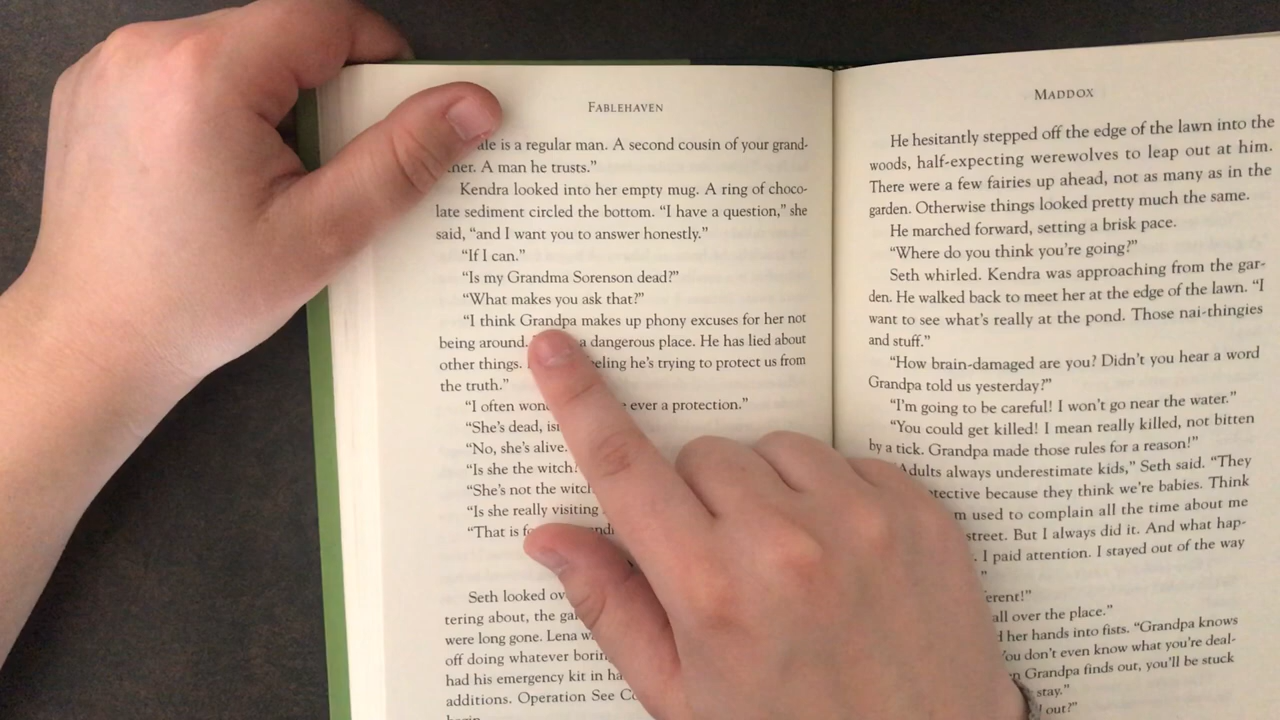 FABLEHAVEN
is a regular man. A second cousin of your grand-
A man he trusts.”
Kendra looked into her empty mug. A ring of choco-
late sediment circled the bottom. “I have a question,” she
said, “and I want you to answer honestly.”
“If I can.”
“Is my Grandma Sorenson dead?”
“What makes you ask that?”
“I think Grandpa makes up phony excuses for her not
being around. a dangerous place. He has lied about
other things. he’s trying to protect us from
the truth.”
“I often ever a protection.”
“She’s dead,
“No, she’s alive.
“Is she the witch?
“She’s not the witch
“Is she really visiting
“That is
Seth looked
tering about, the
were long gone. Lena
off doing whatever
had his emergency kit in
additions. Operation See
MADDOX
He hesitantly stepped off the edge of the lawn into the
woods, half-expecting werewolves to leap out at him.
There were a few fairies up ahead, not as many as in the
garden. Otherwise things looked pretty much the same.
He marched forward, setting a brisk pace.
“Where do you think you’re going?”
Seth whirled. Kendra was approaching from the gar-
den. He walked back to meet her at the edge of the lawn. “I
want to see what’s really at the pond. Those nai-thingies
and stuff.”
“How brain-damaged are you? Didn’t you hear a word
Grandpa told us yesterday?”
“I’m going to be careful! I won’t go near the water.”
“You could get killed! I mean really killed, not bitten
by a tick. Grandpa made those rules for a reason!”
“Adults always underestimate kids,” Seth said. “They
because they think we’re babies. Think
used to complain all the time about me
street. But I always did it. And what hap-
I paid attention. I stayed out of the way
”
all over the place.”
her hands into fists. “Grandpa knows
You don’t even know what you’re deal-
Grandpa finds out, you’ll be stuck
stay.”
out?”